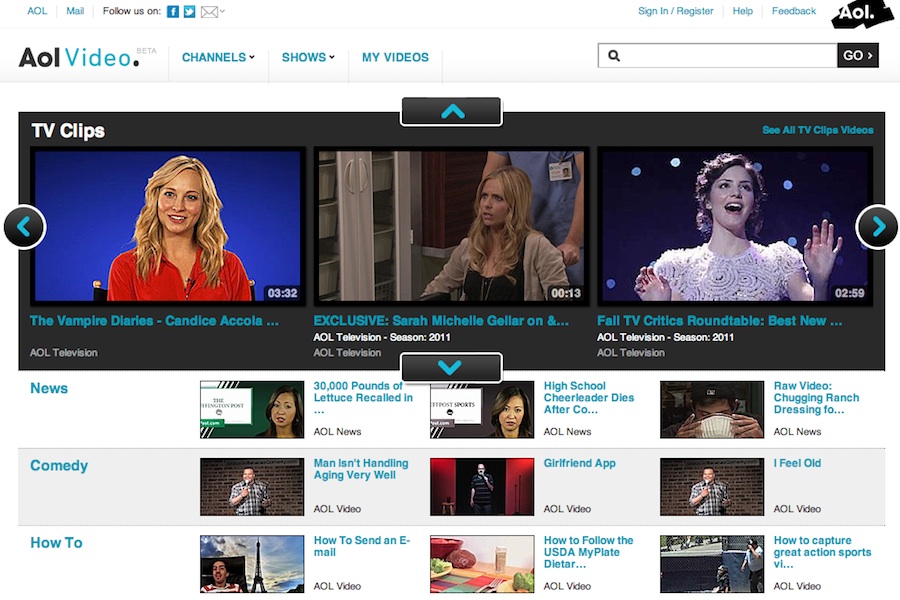 AOL Mail Follow us on: Sign In / Register Help Feedback Aol.
Aol Video. BETA CHANNELS SHOWS MY VIDEOS GO ›
TV Clips See All TV Clips Videos
03:32 00:13 02:59
The Vampire Diaries - Candice Accola ...
AOL Television
EXCLUSIVE: Sarah Michelle Gellar on &...
AOL Television - Season: 2011
AOL Television
Fall TV Critics Roundtable: Best New ...
AOL Television - Season: 2011
AOL Television
News
THE
FFINGTON POST
Post.com
30,000 Pounds of
Lettuce Recalled in
...
AOL News
FFPOST SPORTS
Post.com
High School
Cheerleader Dies
After Co...
AOL News
Raw Video:
Chugging Ranch
Dressing fo...
AOL News
Comedy
Man Isn't Handling
Aging Very Well
AOL Video
Girlfriend App
AOL Video
I Feel Old
AOL Video
How To
How To Send an E-
mail
AOL Video
How to Follow the
USDA MyPlate
Dietar...
AOL Video
How to capture
great action sports
vi...
AOL Video